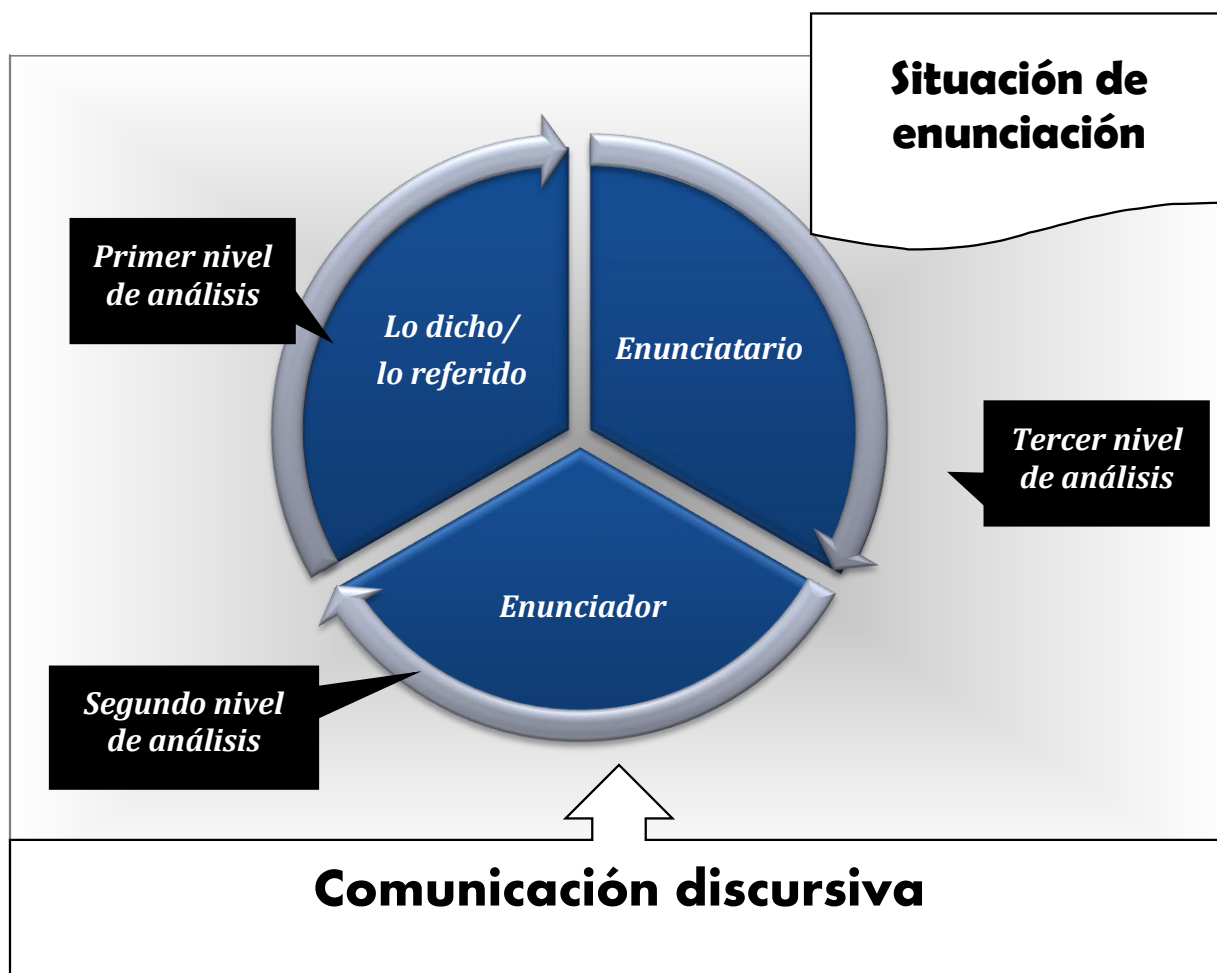 Situación de
enunciación
Primer nivel
de análisis
Lo dicho/
lo referido
Enunciatario
Tercer nivel
de análisis
Enunciador
Segundo nivel
de análisis
Comunicación discursiva